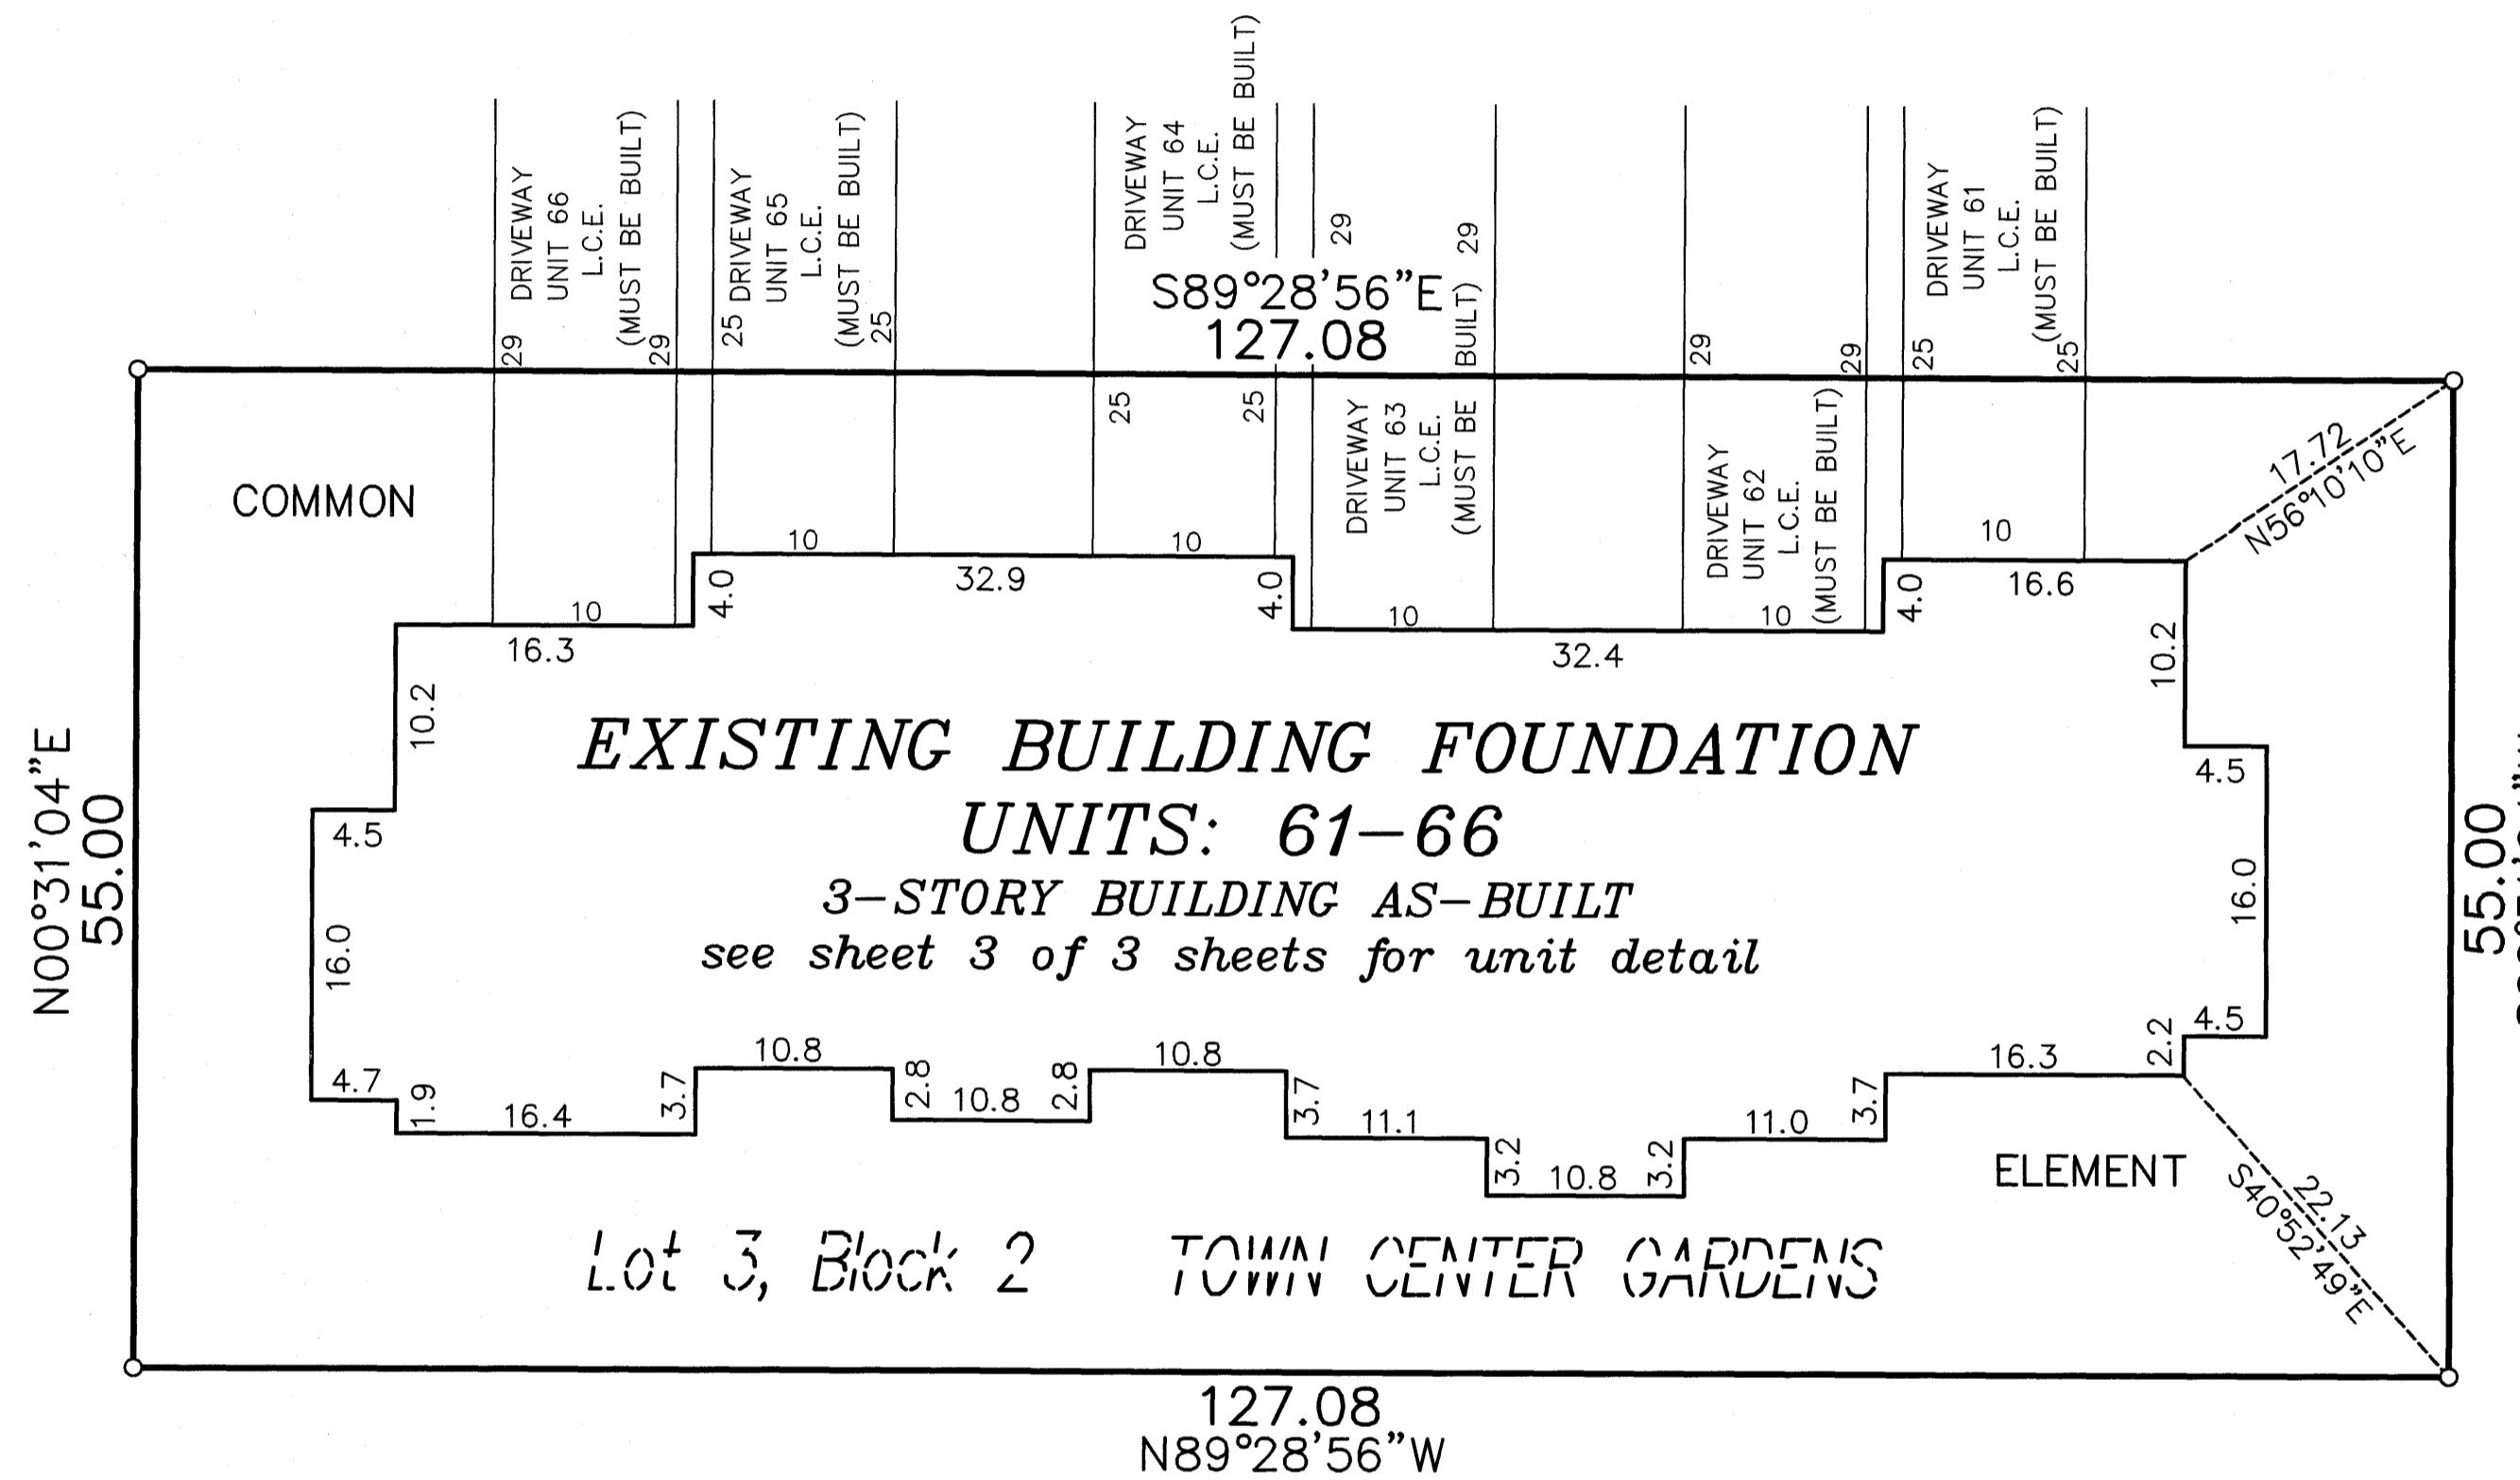 DRIVEWAY
UNIT 66
L.C.E.
(MUST BE BUILT)
29
29
DRIVEWAY
UNIT 65
L.C.E.
(MUST BE BUILT)
25
25
DRIVEWAY
UNIT 64
L.C.E.
(MUST BE BUILT)
25
25
29
29
DRIVEWAY
UNIT 63
L.C.E.
(MUST BE BUILT)
DRIVEWAY
UNIT 62
L.C.E.
(MUST BE BUILT)
29
29
DRIVEWAY
UNIT 61
L.C.E.
(MUST BE BUILT)
25
25
S89°28'56"E
127.08
17.72
N56°10'10"E
COMMON
10
10
10
10
10
10
16.3
4.0
32.9
4.0
32.4
4.0
16.6
10.2
10.2
4.5
4.5
N00°31'04"E
55.00
16.0
16.0
55.00
EXISTING BUILDING FOUNDATION
UNITS: 61-66
3-STORY BUILDING AS-BUILT
see sheet 3 of 3 sheets for unit detail
4.7
1.9
16.4
3.7
10.8
2.8
10.8
2.8
10.8
3.7
11.1
3.2
10.8
3.2
11.0
3.7
16.3
2.2
4.5
ELEMENT
22.13
S40°52'49"E
Lot 3, Block 2 TOWN CENTER GARDENS
127.08
N89°28'56"W